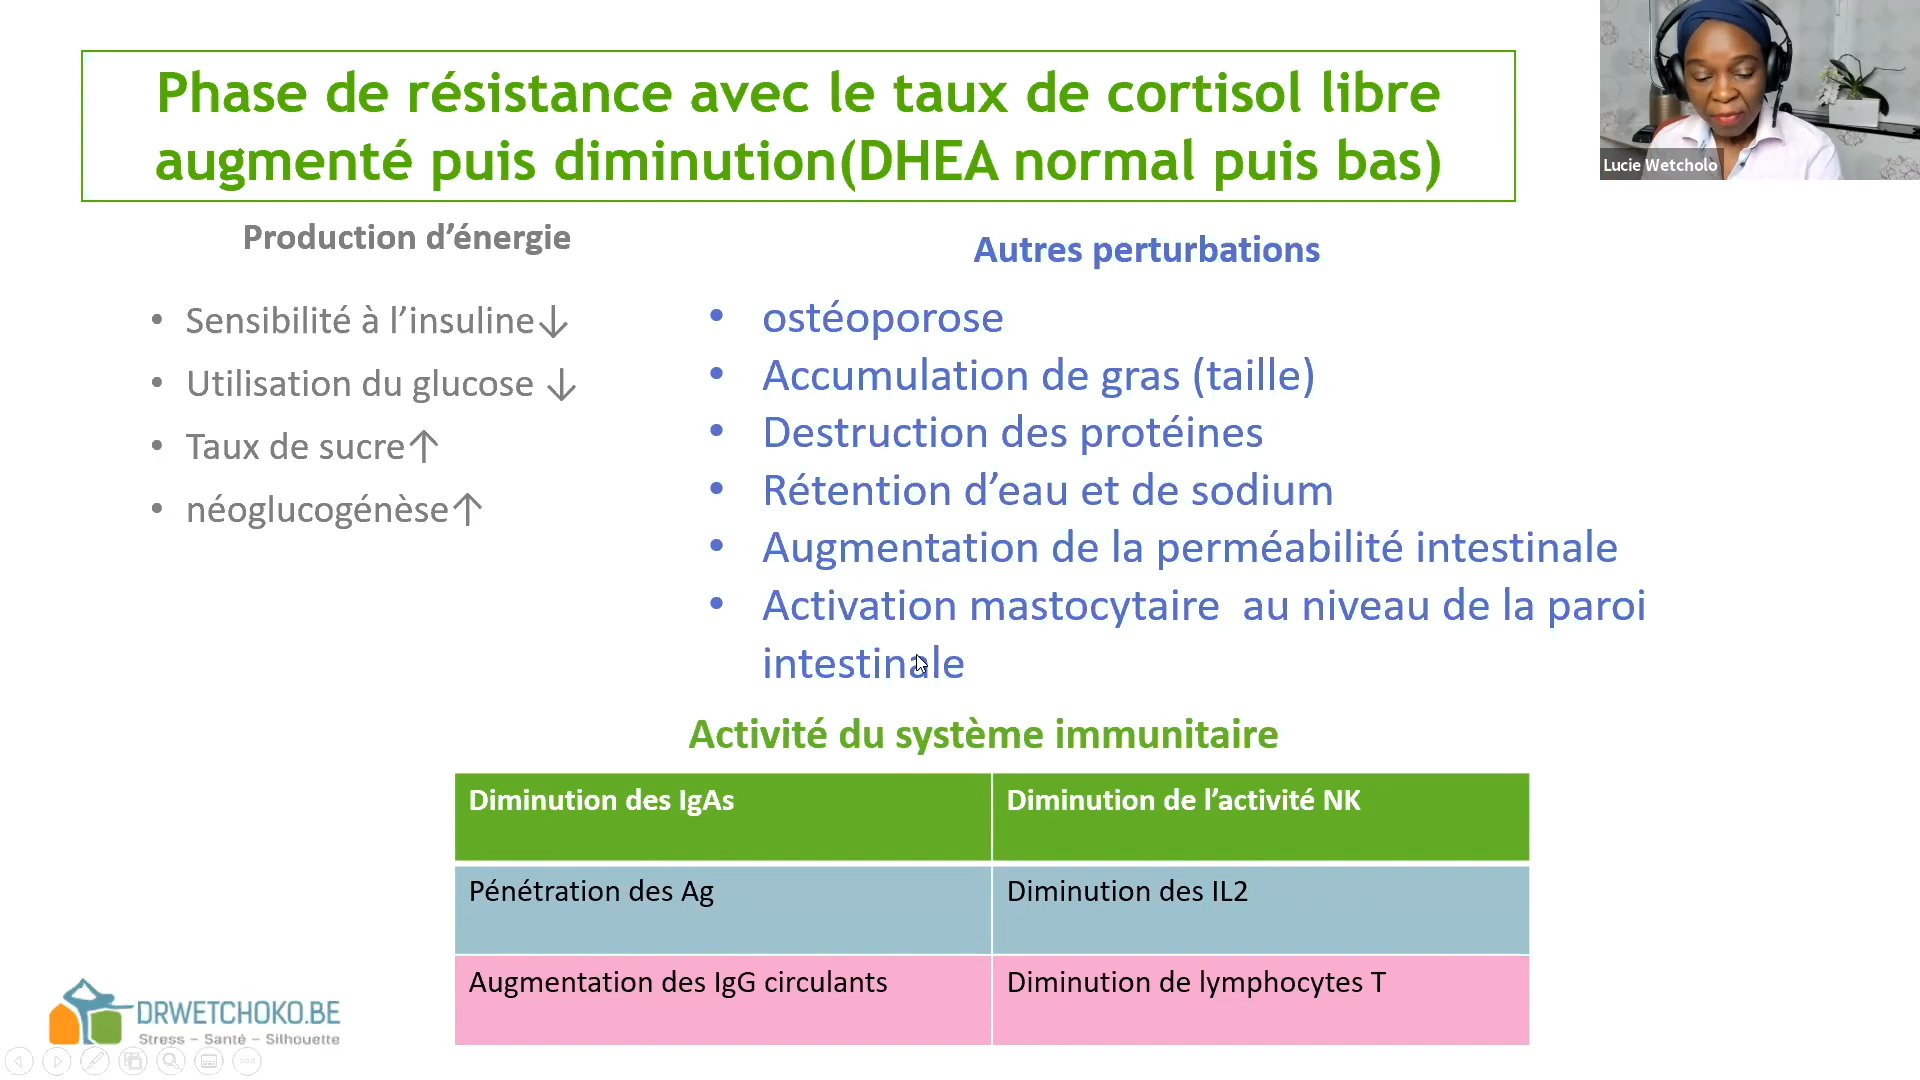 Phase de résistance avec le taux de cortisol libre
augmenté puis diminution(DHEA normal puis bas)
Lucie Wetcholo
Production d’énergie
• Sensibilité à l’insuline↓
• Utilisation du glucose ↓
• Taux de sucre↑
• néoglucogénèse↑
Autres perturbations
• ostéoporose
• Accumulation de gras (taille)
• Destruction des protéines
• Rétention d’eau et de sodium
• Augmentation de la perméabilité intestinale
• Activation mastocytaire  au niveau de la paroi
intestinale
Activité du système immunitaire
Diminution des IgAs
Diminution de l’activité NK
Pénétration des Ag
Diminution des IL2
Augmentation des IgG circulants
Diminution de lymphocytes T
DRWETCHOKO.BE
Stress – Santé – Silhouette